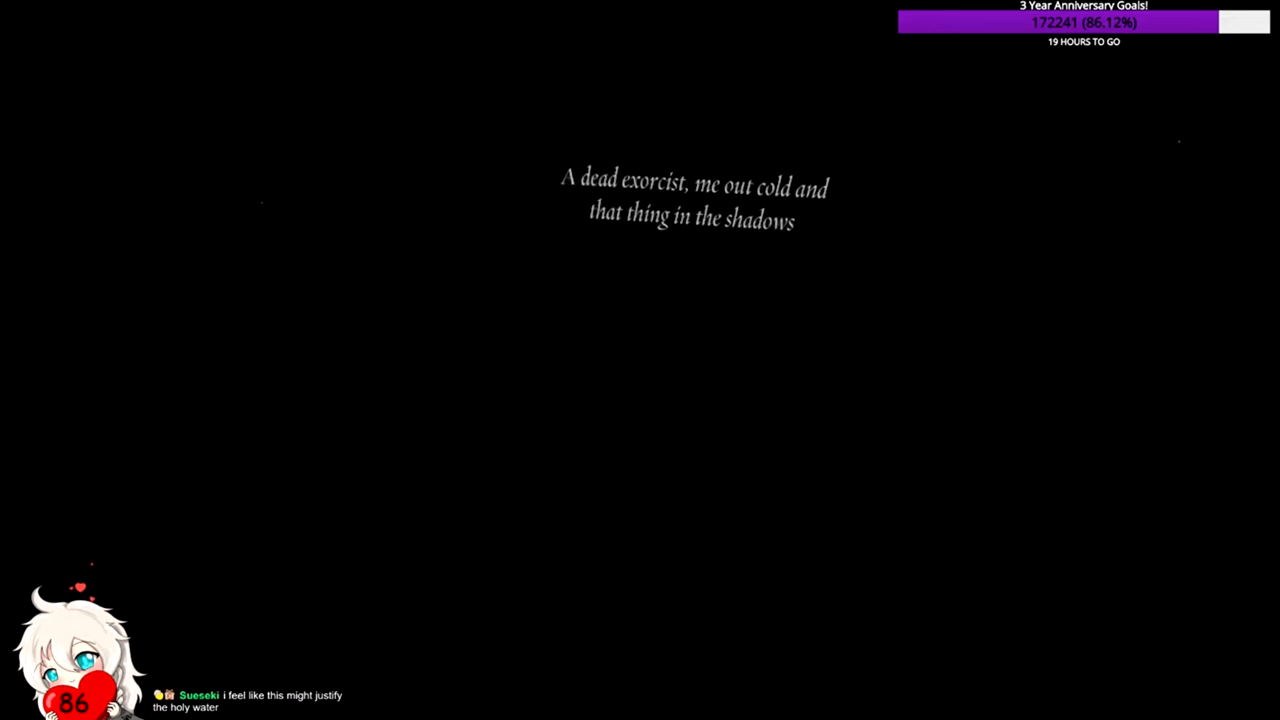 3 Year Anniversary Goals!
172241 (86.12%)
19 HOURS TO GO
A dead exorcist, me out cold and
that thing in the shadows
86
Sueseki i feel like this might justify
the holy water